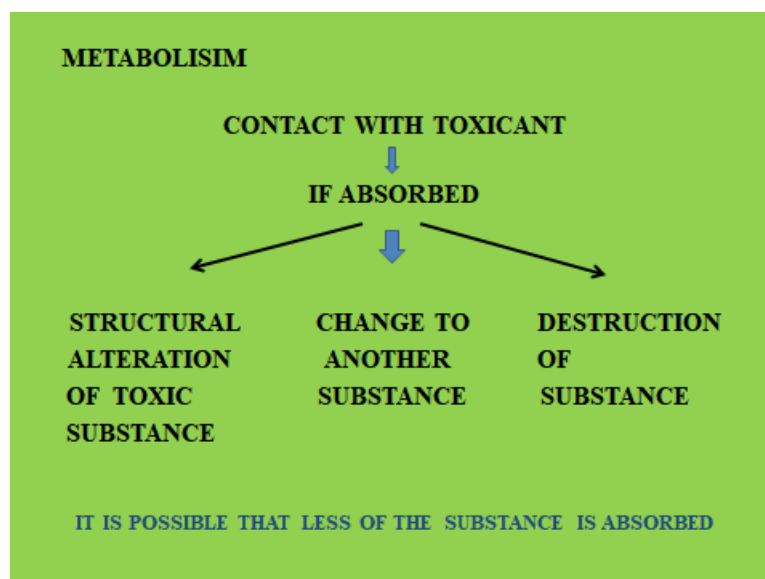 METABOLISIM
CONTACT WITH TOXICANT
IF ABSORBED
STRUCTURAL
ALTERATION
OF TOXIC
SUBSTANCE
CHANGE TO
ANOTHER
SUBSTANCE
DESTRUCTION
OF
SUBSTANCE
IT IS POSSIBLE THAT LESS OF THE SUBSTANCE IS ABSORBED